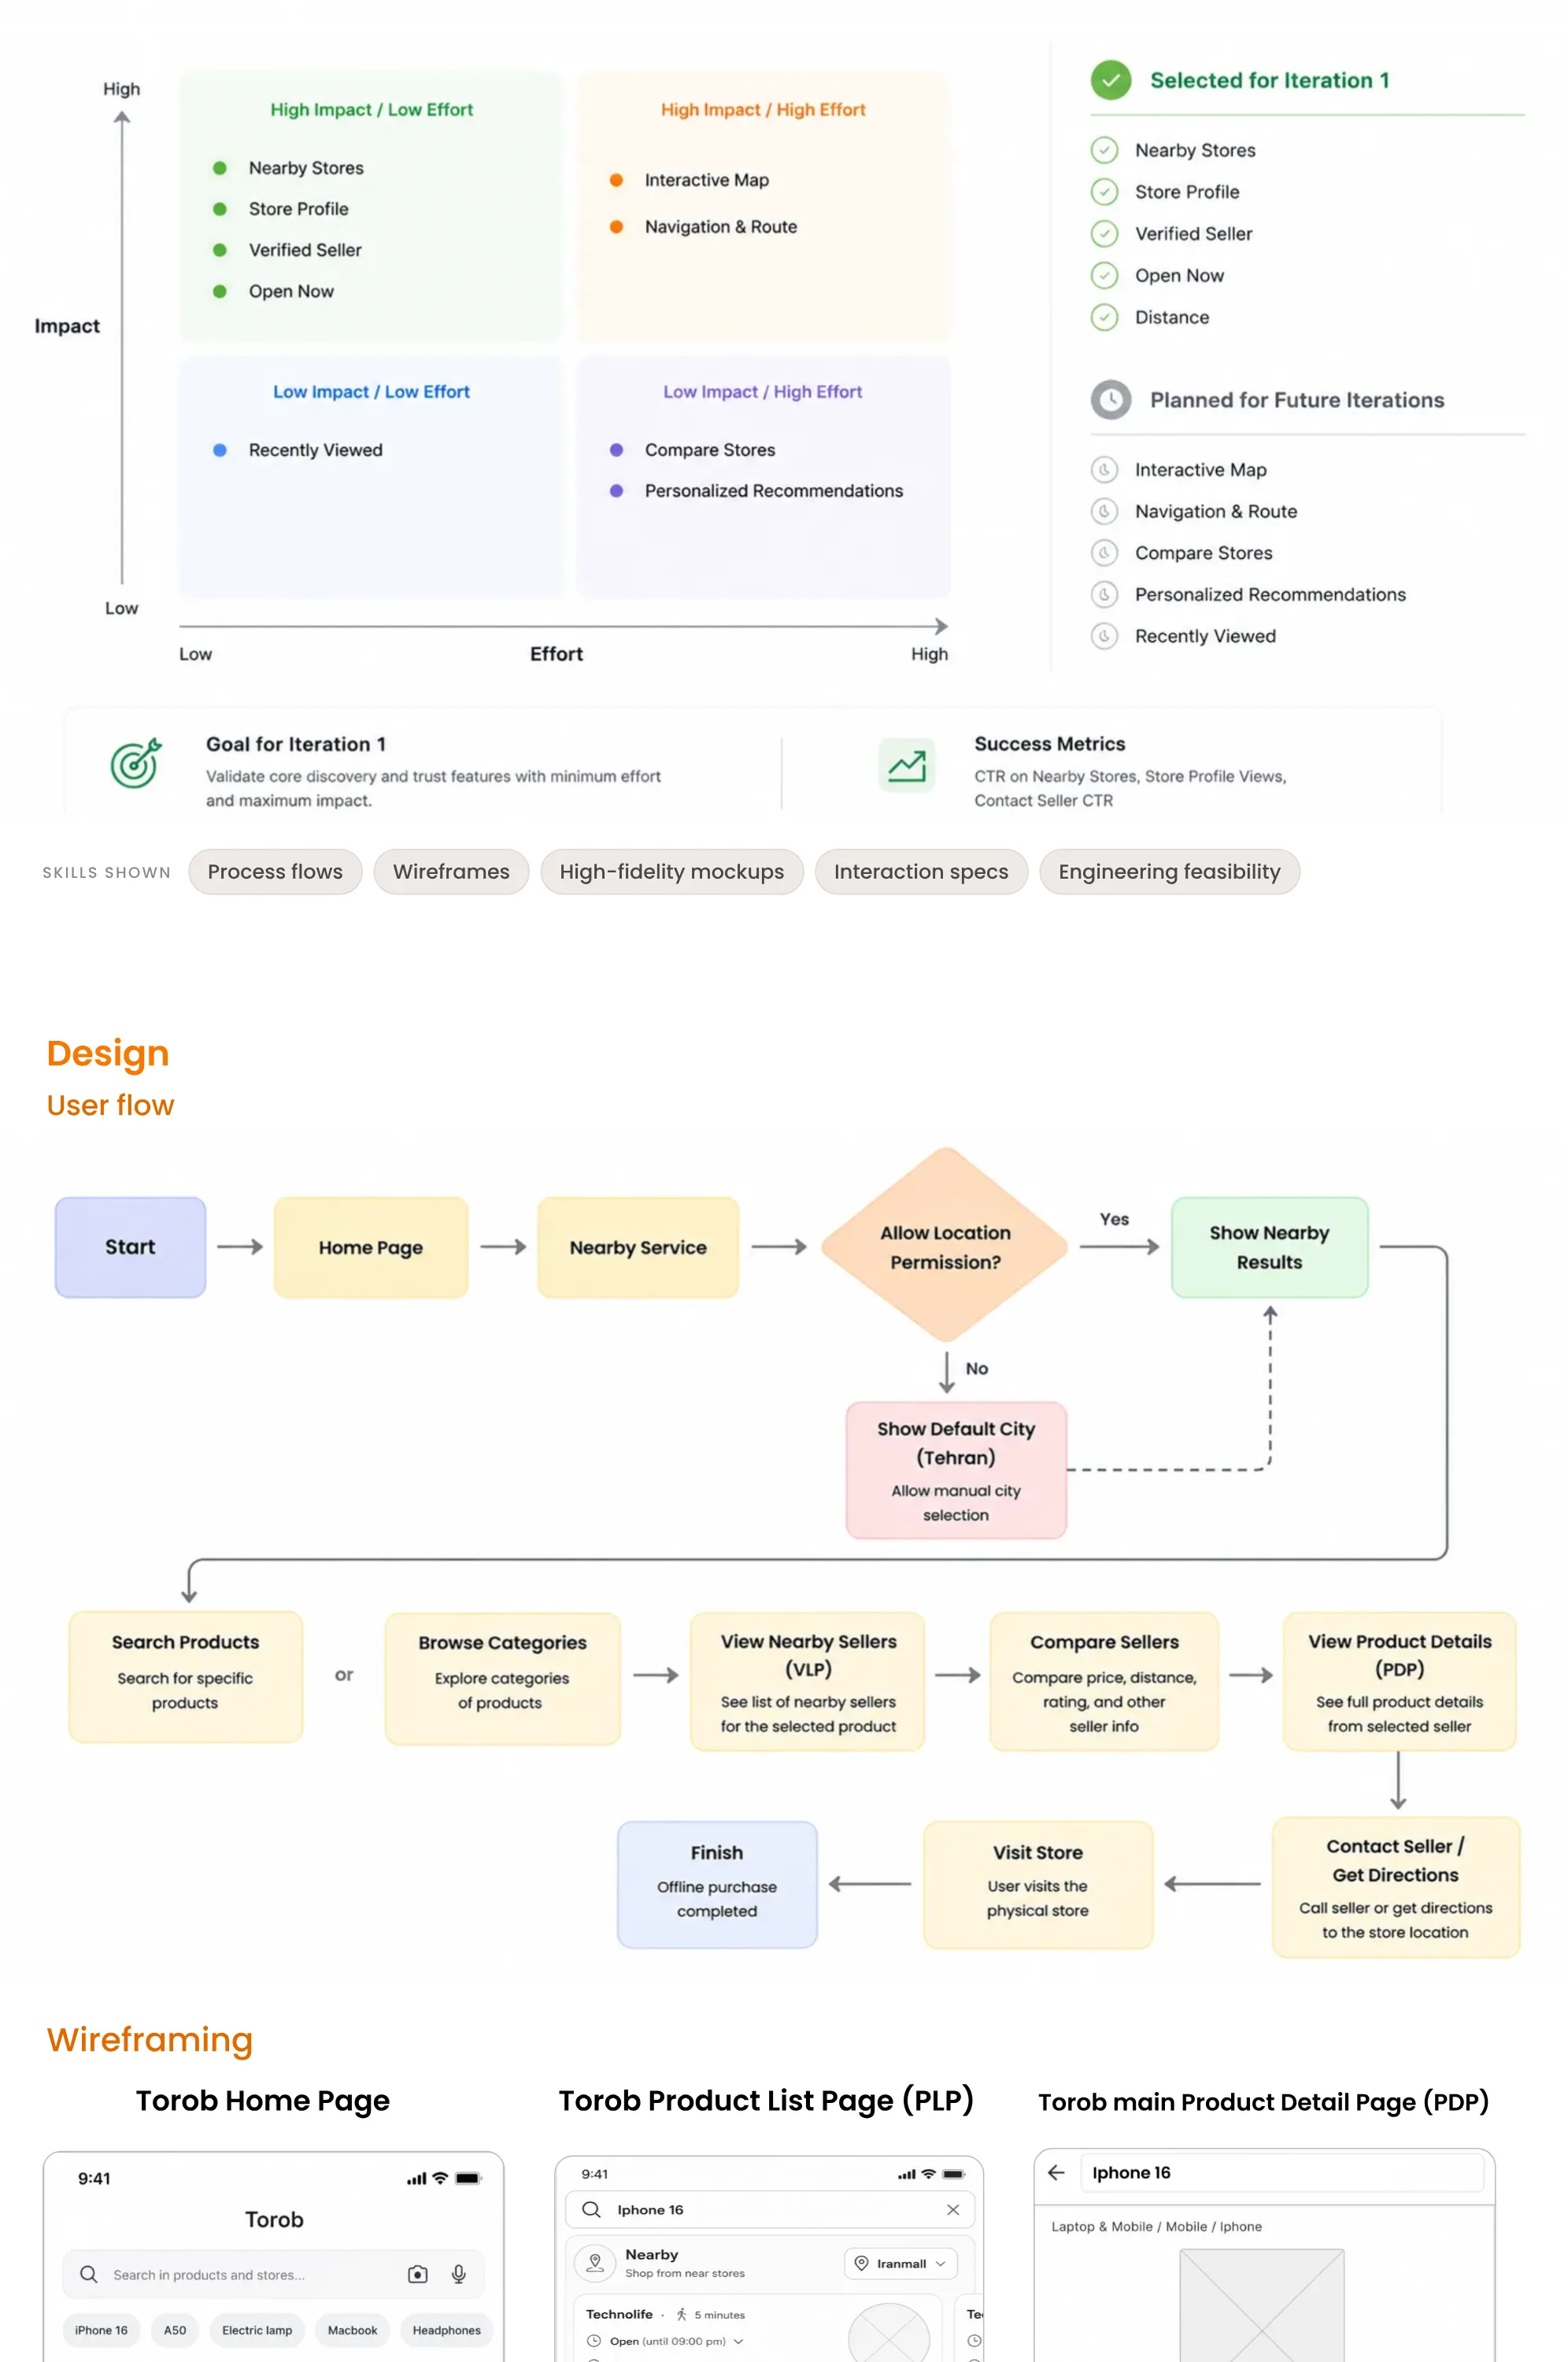 High
Impact
Low
High Impact / Low Effort
Nearby Stores
Store Profile
Verified Seller
Open Now
High Impact / High Effort
Interactive Map
Navigation & Route
Low Impact / Low Effort
Recently Viewed
Low Impact / High Effort
Compare Stores
Personalized Recommendations
Low
Effort
High
Selected for Iteration 1
Nearby Stores
Store Profile
Verified Seller
Open Now
Distance
Planned for Future Iterations
Interactive Map
Navigation & Route
Compare Stores
Personalized Recommendations
Recently Viewed
Goal for Iteration 1
Validate core discovery and trust features with minimum effort
and maximum impact.
Success Metrics
CTR on Nearby Stores, Store Profile Views,
Contact Seller CTR
SKILLS SHOWN
Process flows
Wireframes
High-fidelity mockups
Interaction specs
Engineering feasibility
Design
User flow
Start
Home Page
Nearby Service
Allow Location
Permission?
Yes
Show Nearby
Results
No
Show Default City
(Tehran)
Allow manual city
selection
Search Products
Search for specific
products
or
Browse Categories
Explore categories
of products
View Nearby Sellers
(VLP)
See list of nearby sellers
for the selected product
Compare Sellers
Compare price, distance,
rating, and other
seller info
View Product Details
(PDP)
See full product details
from selected seller
Contact Seller /
Get Directions
Call seller or get directions
to the store location
Visit Store
User visits the
physical store
Finish
Offline purchase
completed
Wireframing
Torob Home Page
9:41
Torob
Search in products and stores...
iPhone 16
A50
Electric lamp
Macbook
Headphones
Torob Product List Page (PLP)
9:41
Iphone 16
Nearby
Shop from near stores
Iranmall
Technolife · 5 minutes
Open (until 09:00 pm)
Torob main Product Detail Page (PDP)
Iphone 16
Laptop & Mobile / Mobile / Iphone